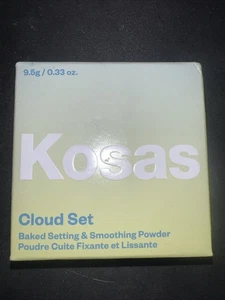 9.5g / 0.33 oz.
Kosas
Cloud Set
Baked Setting & Smoothing Powder
Poudre Cuite Fixante et Lissante